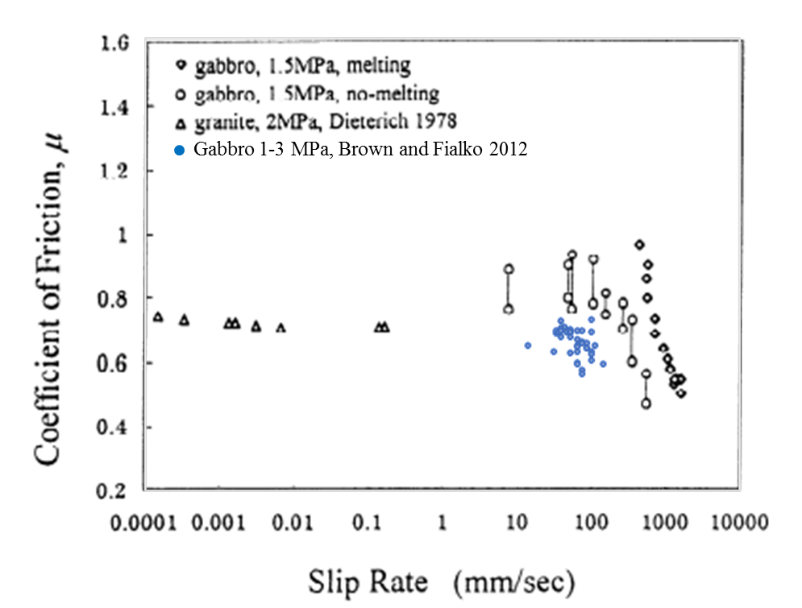 1.6
gabbro, 1.5MPa, melting
gabbro, 1 5MPa, no-melting
1.4
granite, 2MPa, Dieterich 1978
Gabbro 1-3 MPa, Brown and Fialko 2012
1.2
1
0.8
0.6
0.4
0.2
Coefficient of Friction, μ
0.0001 0.001 0.01 0.1 1 10 100 1000 10000
Slip Rate (mm/sec)